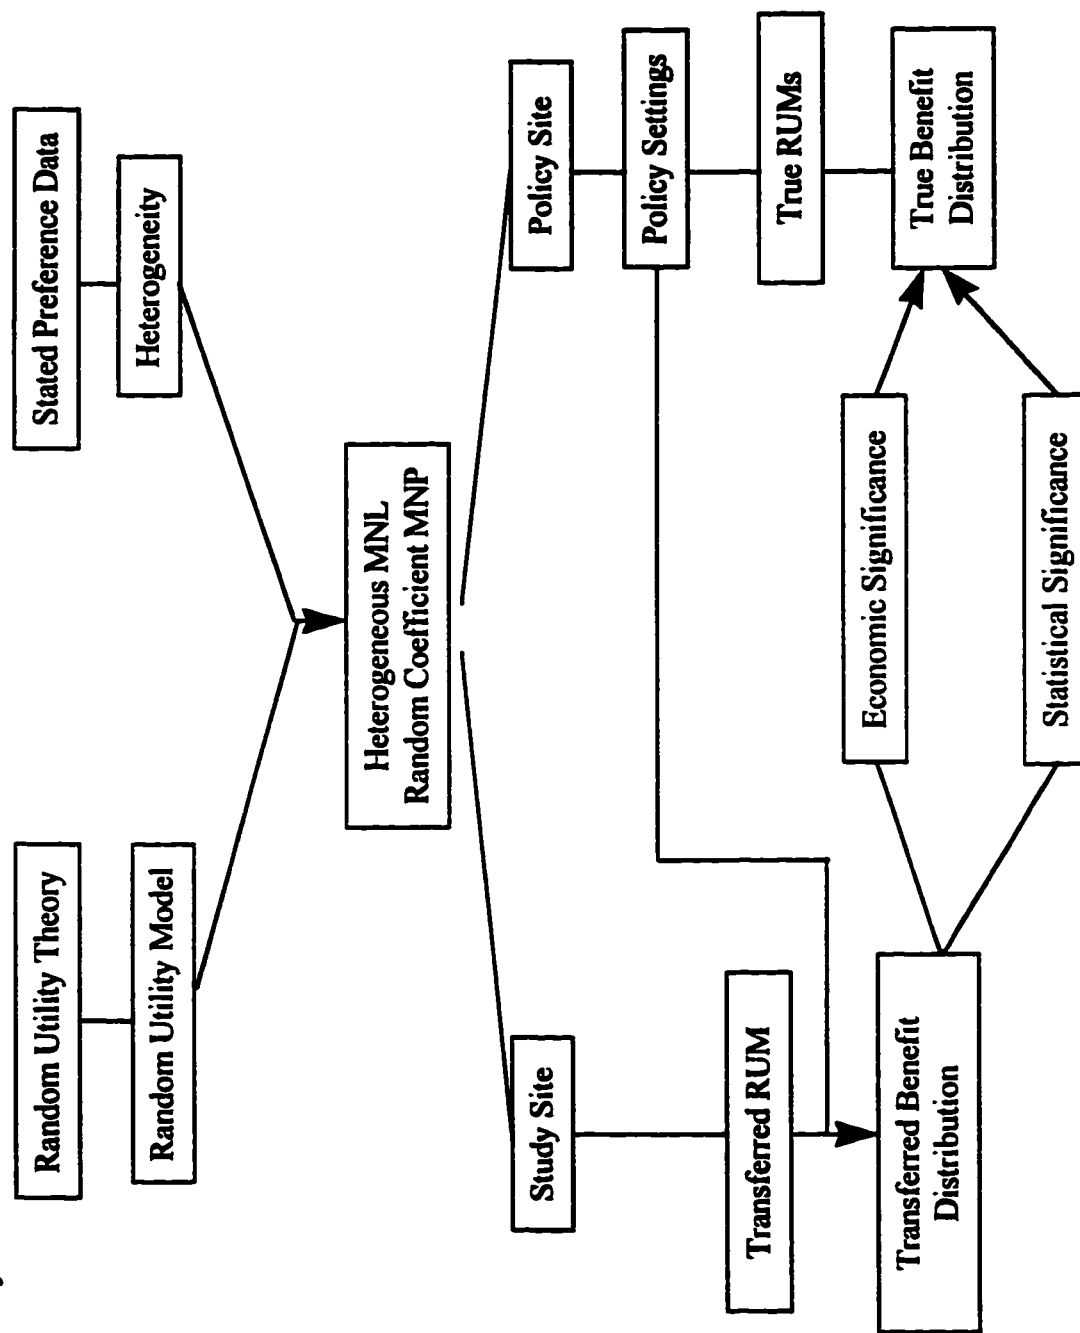 Random Utility Theory
Stated Preference Data
Random Utility Model
Heterogeneity
Heterogeneous MNL
Random Coefficient MNP
Study Site
Policy Site
Policy Settings
Transferred RUM
True RUMs
Transferred Benefit
Distribution
Economic Significance
True Benefit
Distribution
Statistical Significance